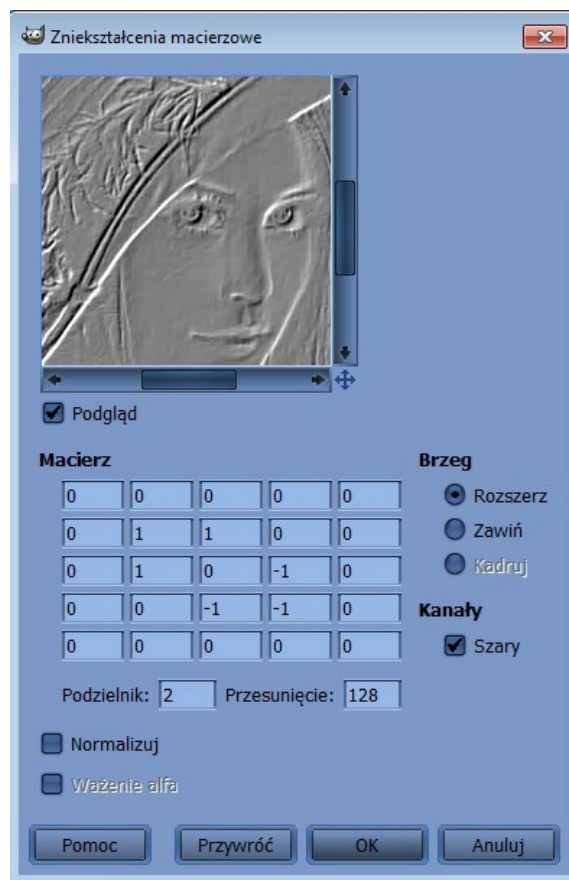 Zniekształcenia macierzowe
Podgląd
Macierz
0 0 0 0 0
0 1 1 0 0
0 1 0 -1 0
0 0 -1 -1 0
0 0 0 0 0
Podzielnik: 2 Przesunięcie: 128
Normalizuj
Ważenie alfa
Brzeg
Rozszerz
Zawiń
Kadruj
Kanały
Szary
Pomoc Przywróć OK Anuluj